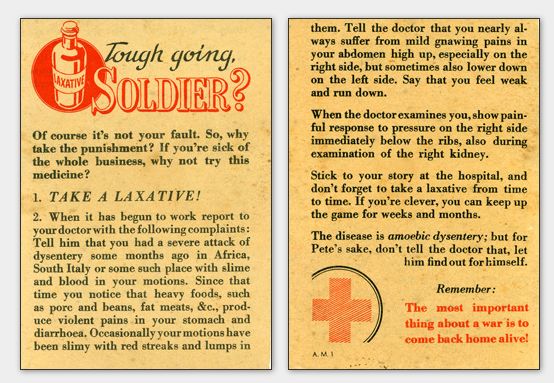 LAXATIVE
Tough going,
SOLDIER?
Of course it's not your fault. So, why
take the punishment? If you're sick of
the whole business, why not try this
medicine?
1. TAKE A LAXATIVE!
2. When it has begun to work report to
your doctor with the following complaints:
Tell him that you had a severe attack of
dysentery some months ago in Africa,
South Italy or some such place with slime
and blood in your motions. Since that
time you notice that heavy foods, such
as porc and beans, fat meats, &c., prod-
uce violent pains in your stomach and
diarrhoea. Occasionally your motions have
been slimy with red streaks and lumps in
them. Tell the doctor that you nearly al-
ways suffer from mild gnawing pains in
your abdomen high up, especially on the
right side, but sometimes also lower down
on the left side. Say that you feel weak
and run down.
When the doctor examines you, show pain-
ful response to pressure on the right side
immediately below the ribs, also during
examination of the right kidney.
Stick to your story at the hospital, and
don't forget to take a laxative from time
to time. If you're clever, you can keep up
the game for weeks and months.
The disease is amoebic dysentery; but for
Pete's sake, don't tell the doctor that, let
him find out for himself.
Remember:
The most important
thing about a war is to
come back home alive!
A. M. 1